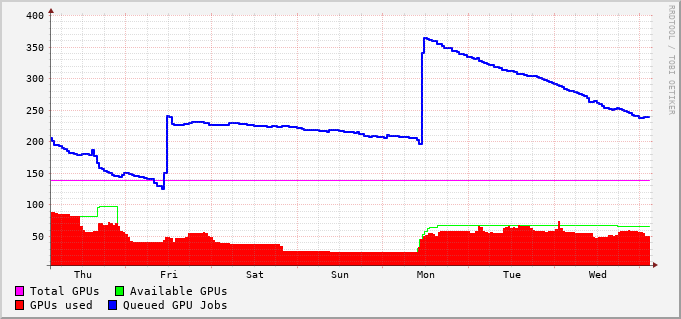 400
350
300
250
200
150
100
50
Thu Fri Sat Sun Mon Tue Wed
Total GPUs Available GPUs
GPUs used Queued GPU Jobs
RRDTOOL / TOBI OETIKER